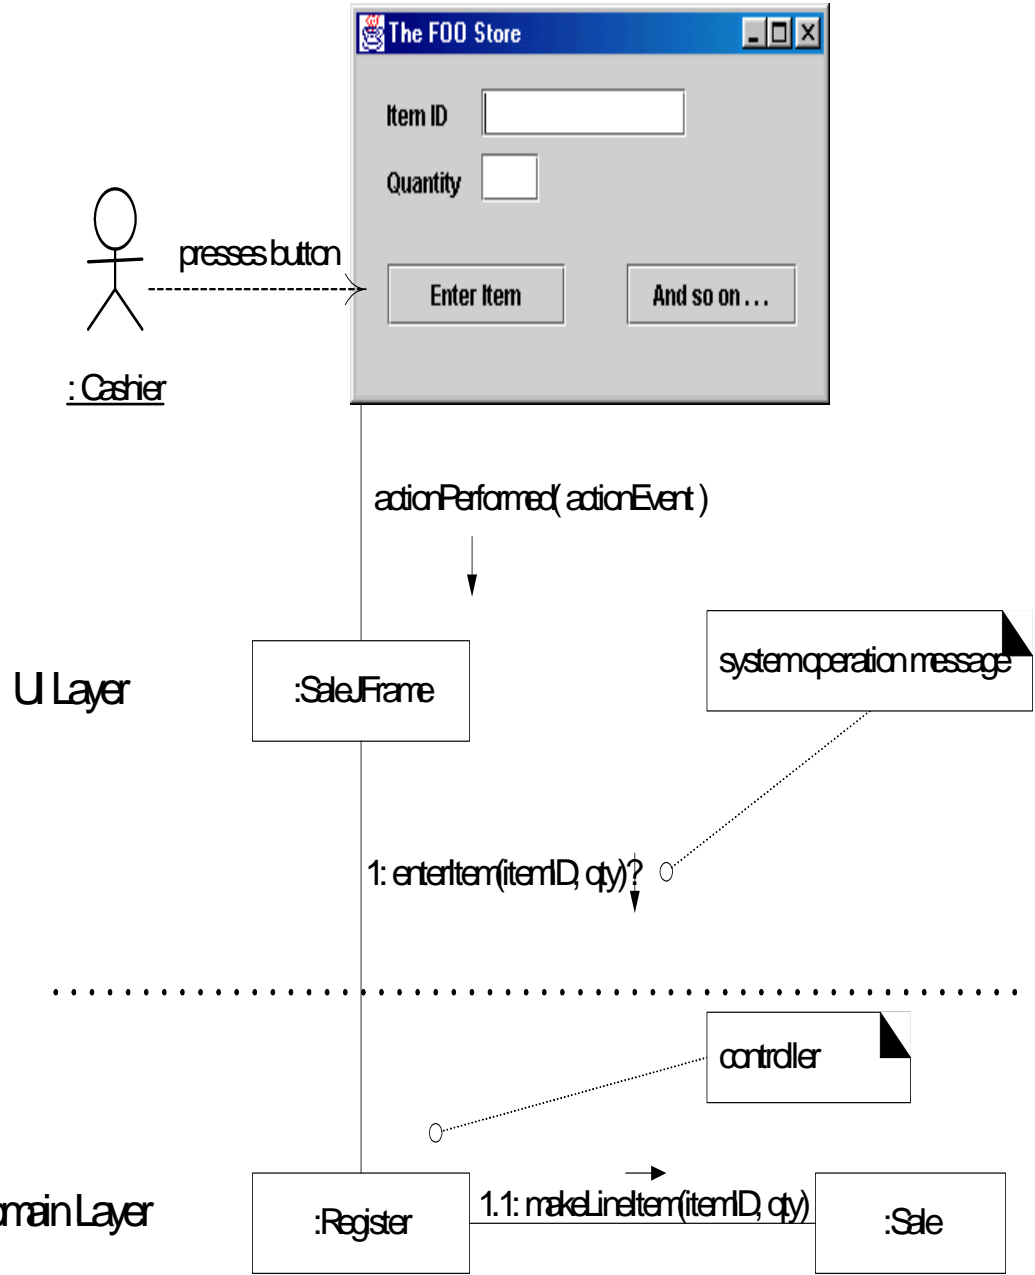 The FOO Store
Item ID
Quantity
presses button
Enter Item
And so on . . .
: Cashier
actionPerformed( actionEvent )
system operation message
UI Layer
:SaleJFrame
1: enterItem(itemID, qty)?
controller
omain Layer
:Register
1.1: makeLineItem(itemID, qty)
:Sale